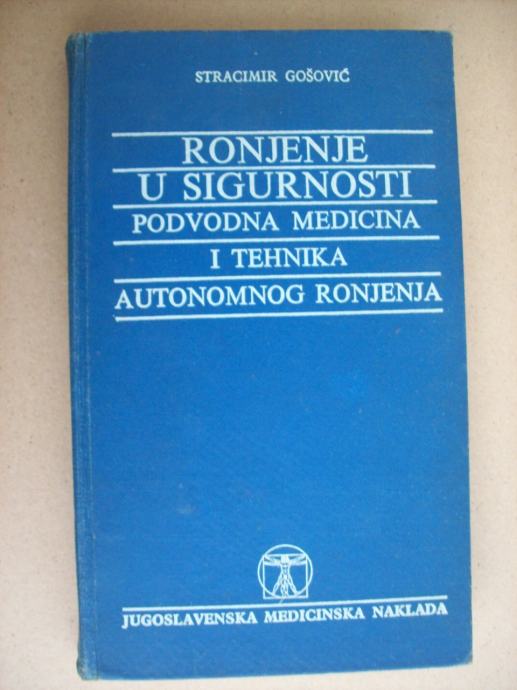 STRACIMIR GOŠOVIĆ
RONJENJE
U SIGURNOSTI
PODVODNA MEDICINA
I TEHNIKA
AUTONOMNOG RONJENJA
JUGOSLAVENSKA MEDICINSKA NAKLADA